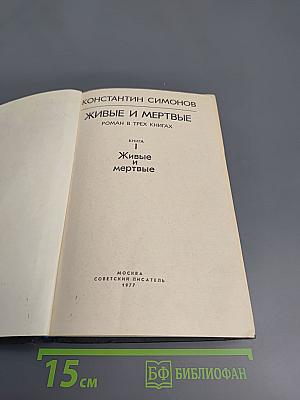 КОНСТАНТИН СИМОНОВ
ЖИВЫЕ И МЕРТВЫЕ
РОМАН В ТРЕХ КНИГАХ
КНИГА
I
Живые
и
мертвые
МОСКВА
СОВЕТСКИЙ ПИСАТЕЛЬ
1977
15 см
БФ БИБЛИОФАН